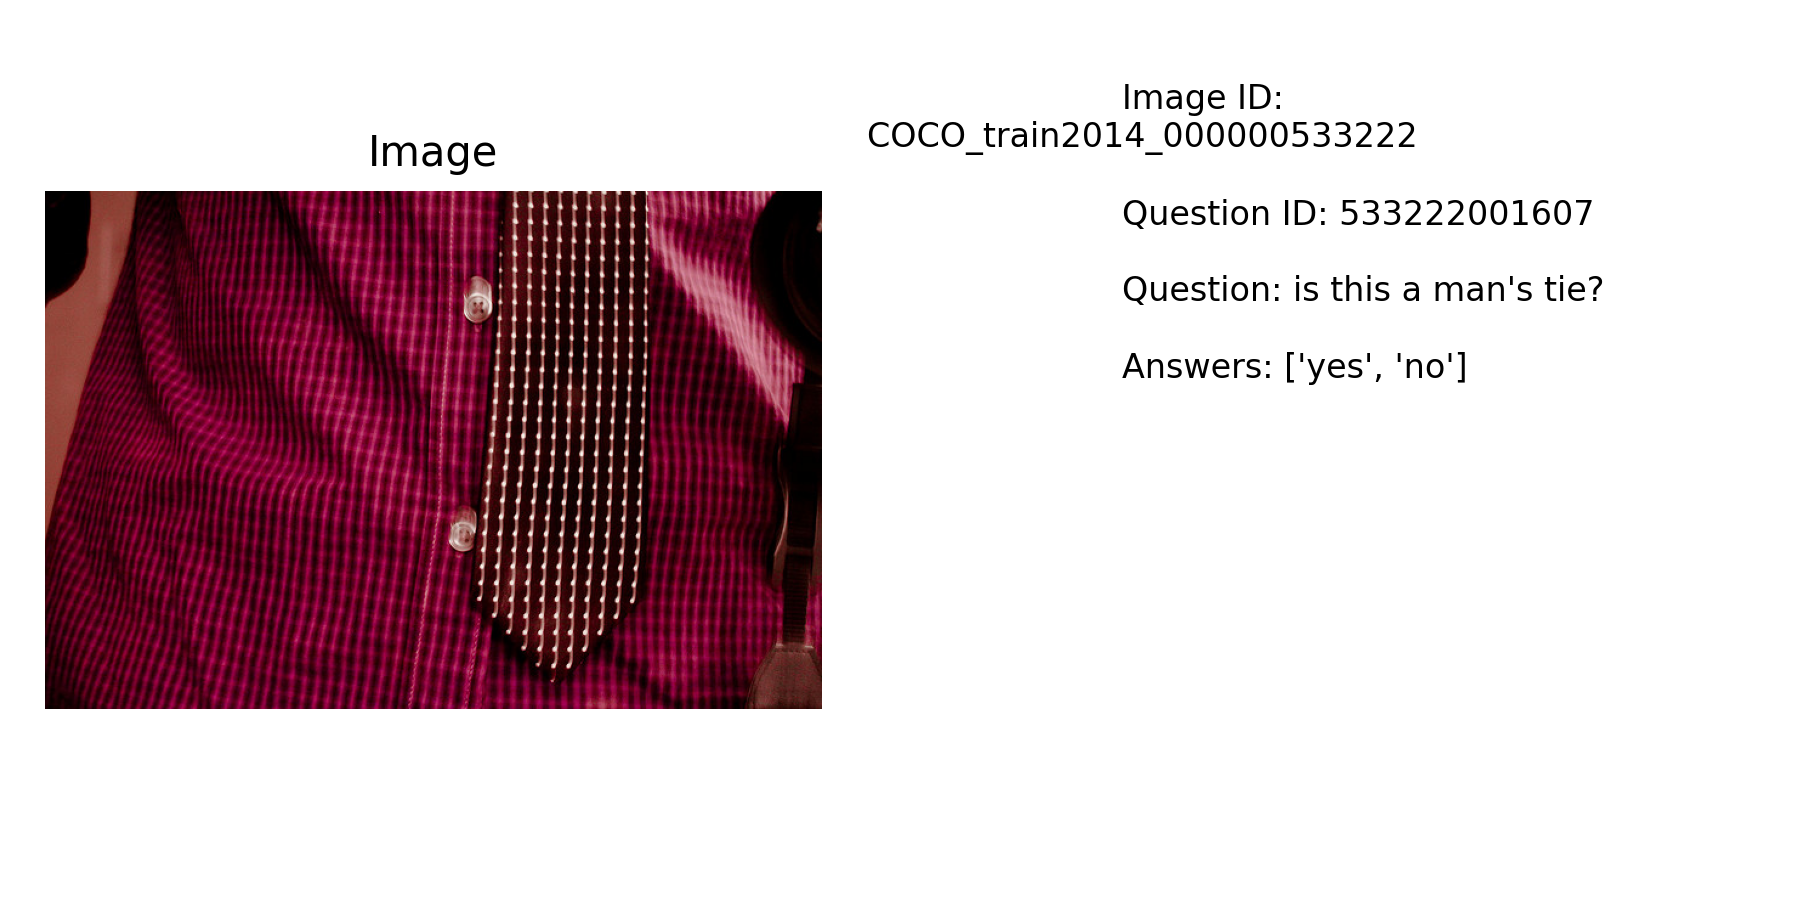 Image
Image ID:
COCO_train2014_000000533222
Question ID: 533222001607
Question: is this a man's tie?
Answers: ['yes', 'no']